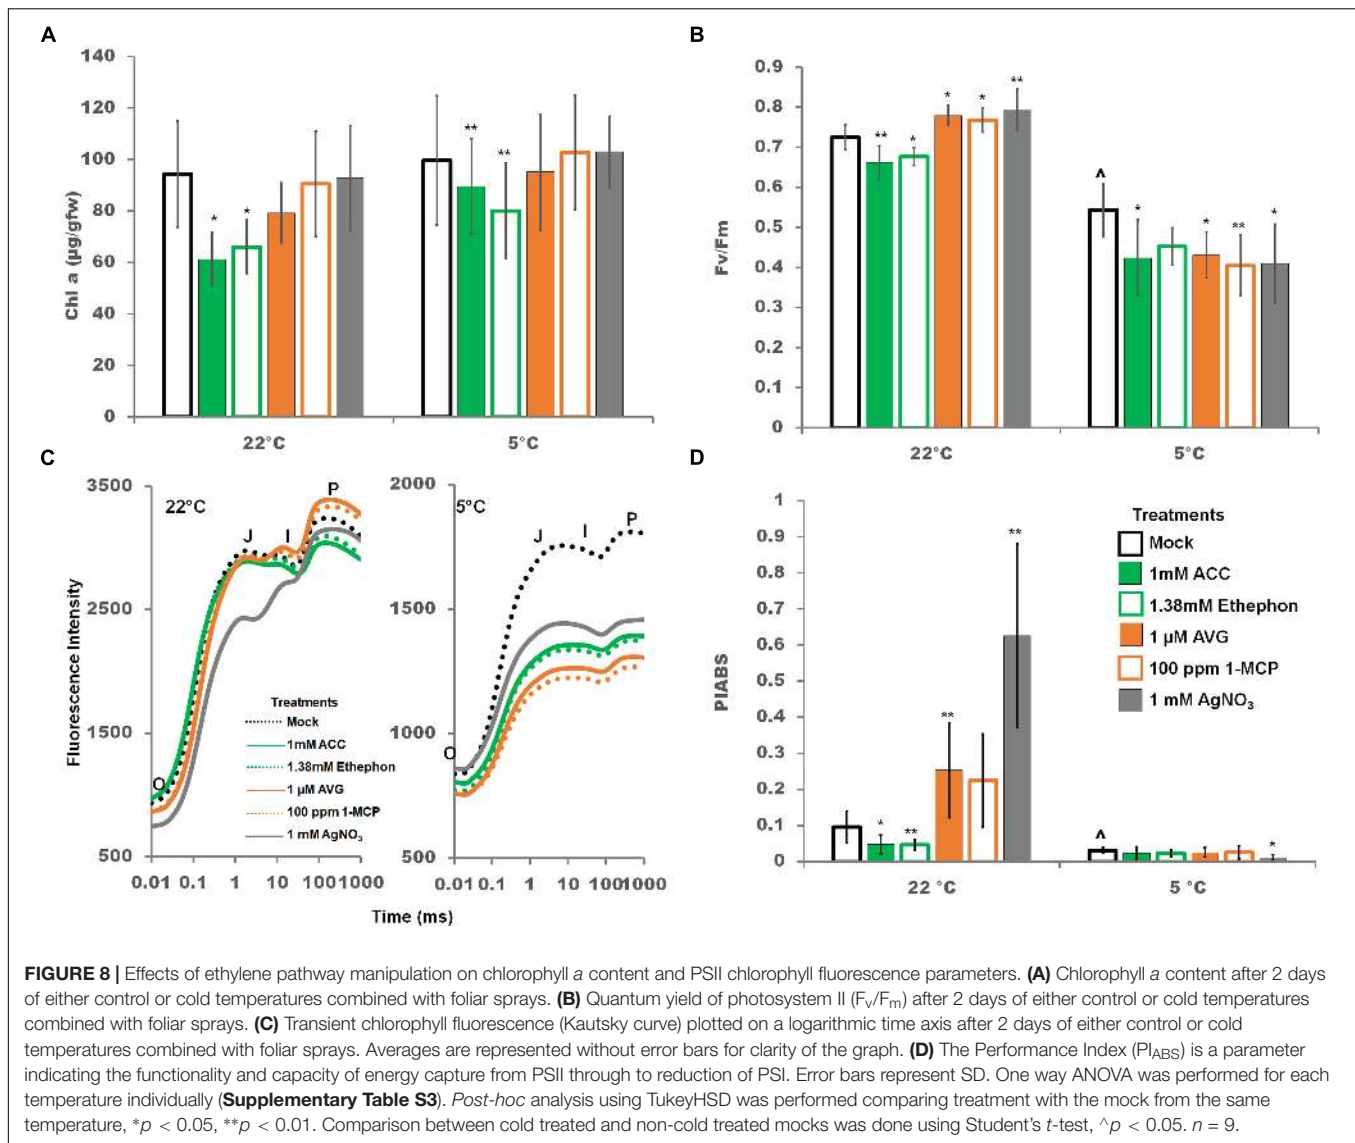 A
140
120
100
80
60
40
20
0
Chl a (µg/gfw)
*
*
**
**
22°C
5°C
B
0.9
0.8
0.7
0.6
0.5
0.4
0.3
0.2
0.1
0
Fv/Fm
**
*
*
*
**
^
*
*
**
*
22°C
5°C
C
3500
2500
1500
500
Fluorescence Intensity
22°C
O
J
I
P
Treatments
Mock
1mM ACC
1.38mM Ethephon
1 µM AVG
100 ppm 1-MCP
1 mM AgNO₃
0.01 0.1 1 10 100 1000
2000
1500
1000
500
5°C
O
J
I
P
0.01 0.1 1 10 100 1000
Time (ms)
D
1
0.9
0.8
0.7
0.6
0.5
0.4
0.3
0.2
0.1
0
PIABS
*
**
**
**
^
*
22 °C
5 °C
Treatments
Mock
1mM ACC
1.38mM Ethephon
1 µM AVG
100 ppm 1-MCP
1 mM AgNO₃
FIGURE 8 | Effects of ethylene pathway manipulation on chlorophyll a content and PSII chlorophyll fluorescence parameters. (A) Chlorophyll a content after 2 days
of either control or cold temperatures combined with foliar sprays. (B) Quantum yield of photosystem II (Fv/Fm) after 2 days of either control or cold temperatures
combined with foliar sprays. (C) Transient chlorophyll fluorescence (Kautsky curve) plotted on a logarithmic time axis after 2 days of either control or cold
temperatures combined with foliar sprays. Averages are represented without error bars for clarity of the graph. (D) The Performance Index (PIABS) is a parameter
indicating the functionality and capacity of energy capture from PSII through to reduction of PSI. Error bars represent SD. One way ANOVA was performed for each
temperature individually (Supplementary Table S3). Post-hoc analysis using TukeyHSD was performed comparing treatment with the mock from the same
temperature, *p < 0.05, **p < 0.01. Comparison between cold treated and non-cold treated mocks was done using Student's t-test, ^p < 0.05. n = 9.